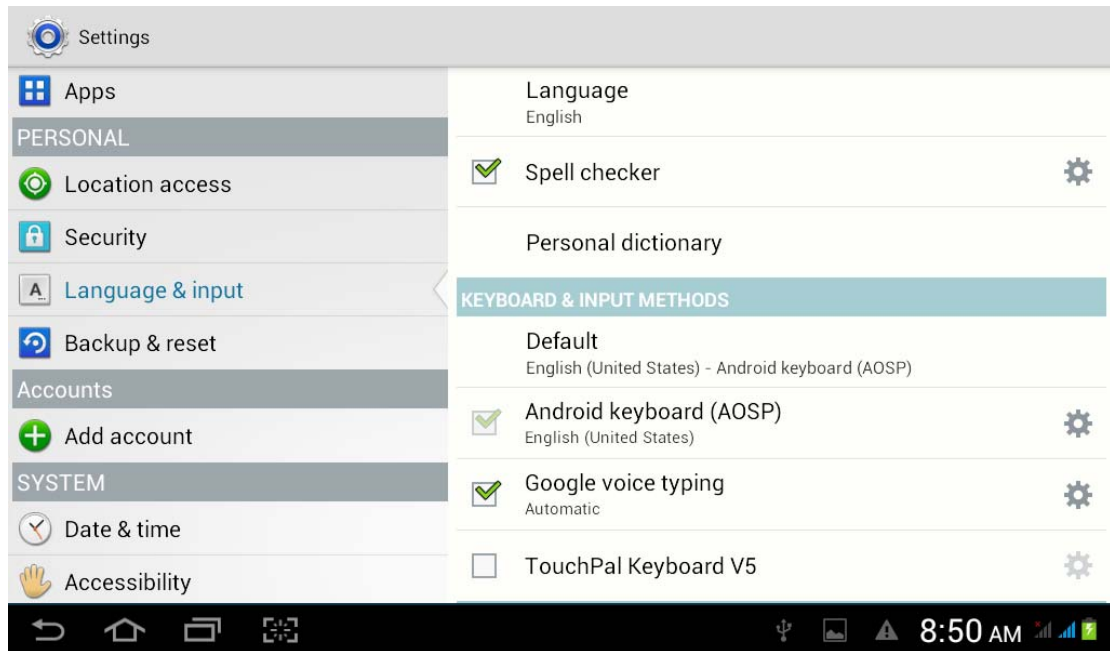 Settings
Apps
PERSONAL
Location access
Security
A
Language & input
Backup & reset
Accounts
Add account
SYSTEM
Date & time
Accessibility
Language
English
Spell checker
Personal dictionary
KEYBOARD & INPUT METHODS
Default
English (United States) - Android keyboard (AOSP)
Android keyboard (AOSP)
English (United States)
Google voice typing
Automatic
TouchPal Keyboard V5
8:50 AM